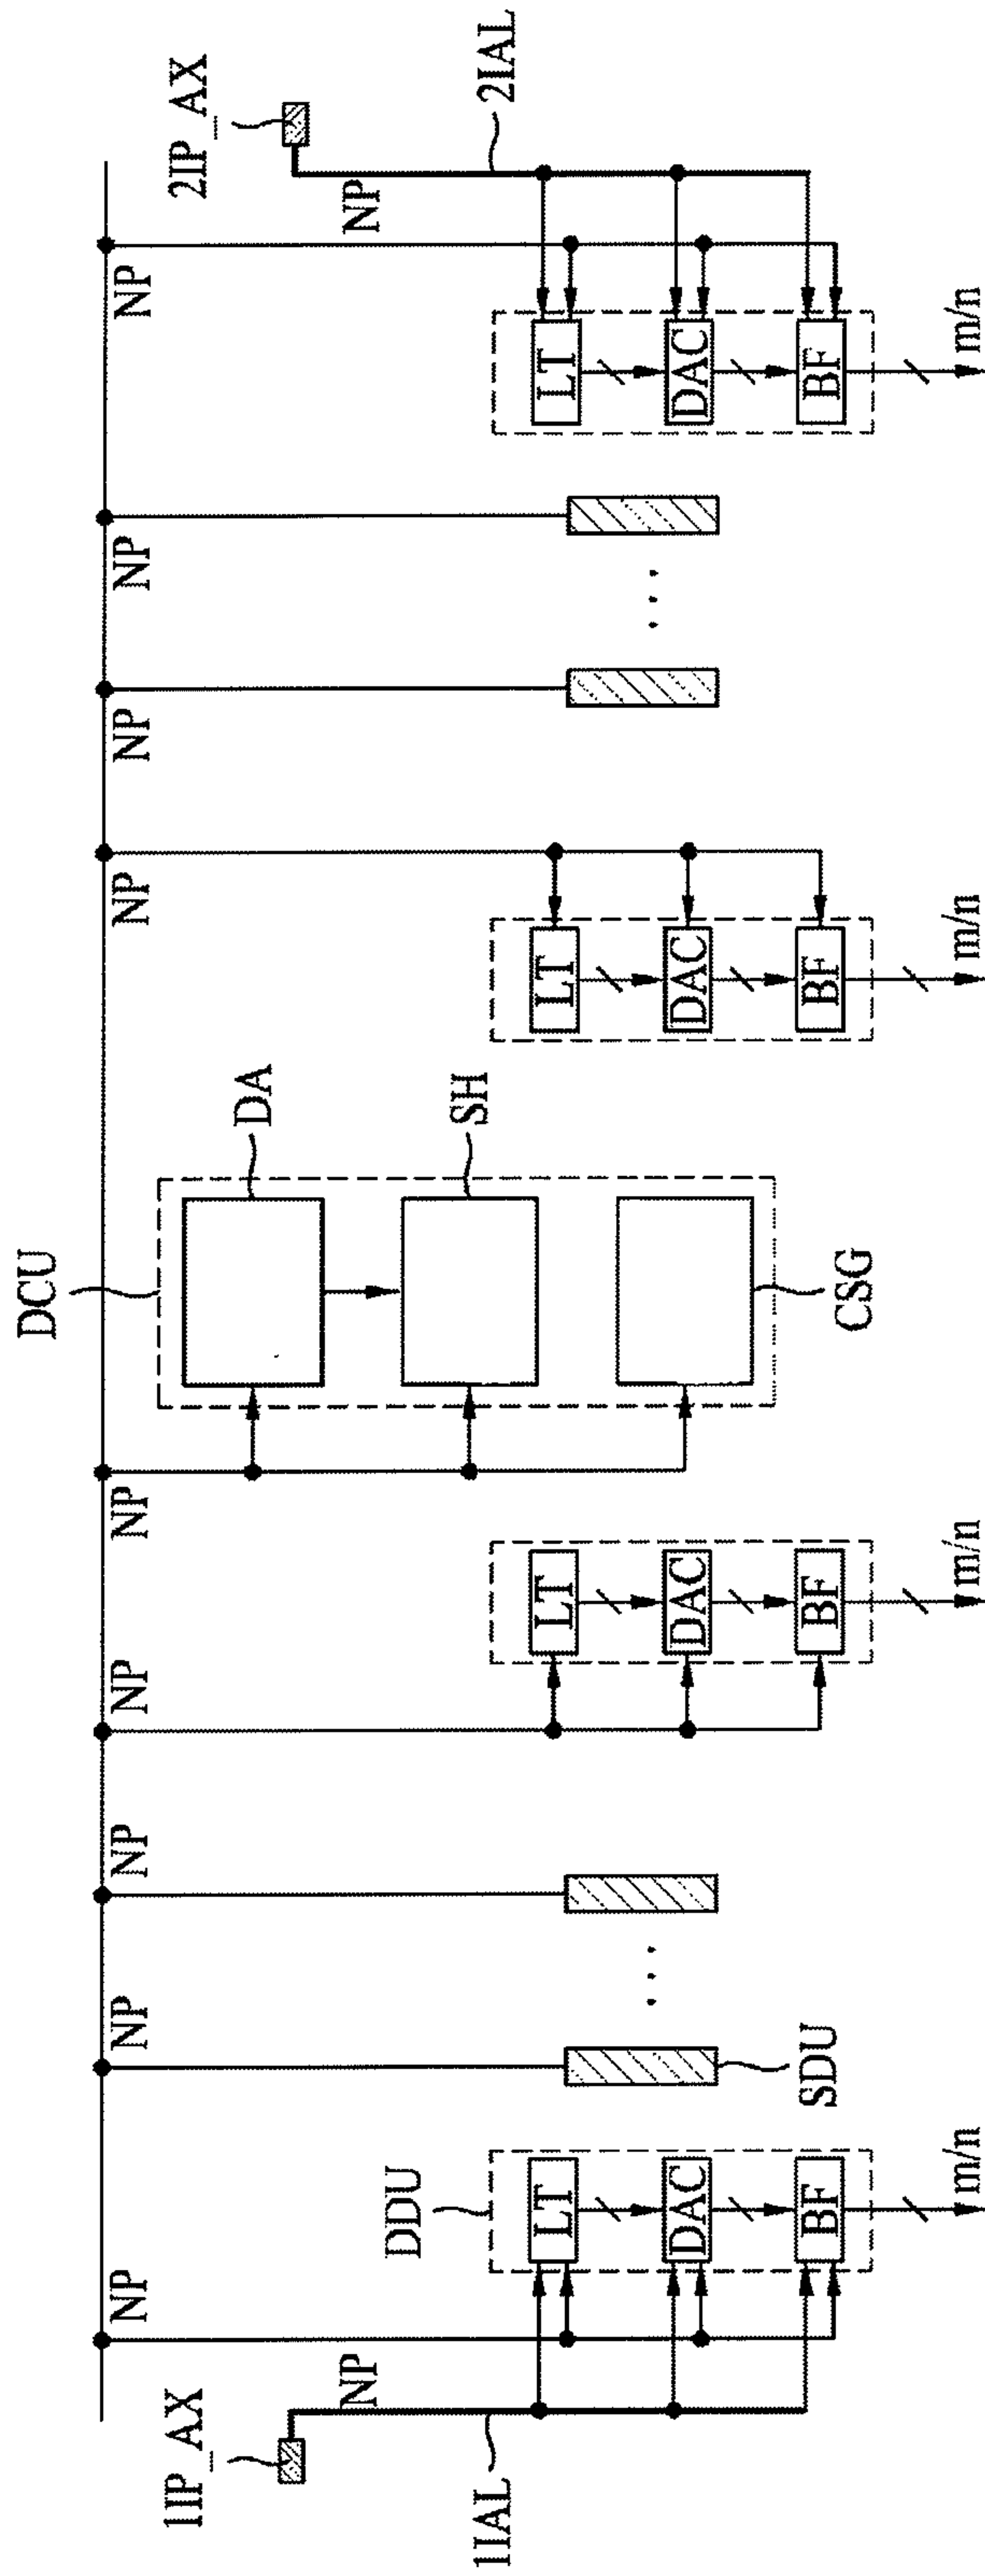 1IP_AX
NP
NP
NP
NP
NP
NP
DCU
NP
NP
NP
NP
2IP_AX
NP
1IAL
DDU
LT
DAC
BF
m/n
SDU
LT
DAC
BF
m/n
DA
SH
CSG
LT
DAC
BF
m/n
LT
DAC
BF
m/n
2IAL